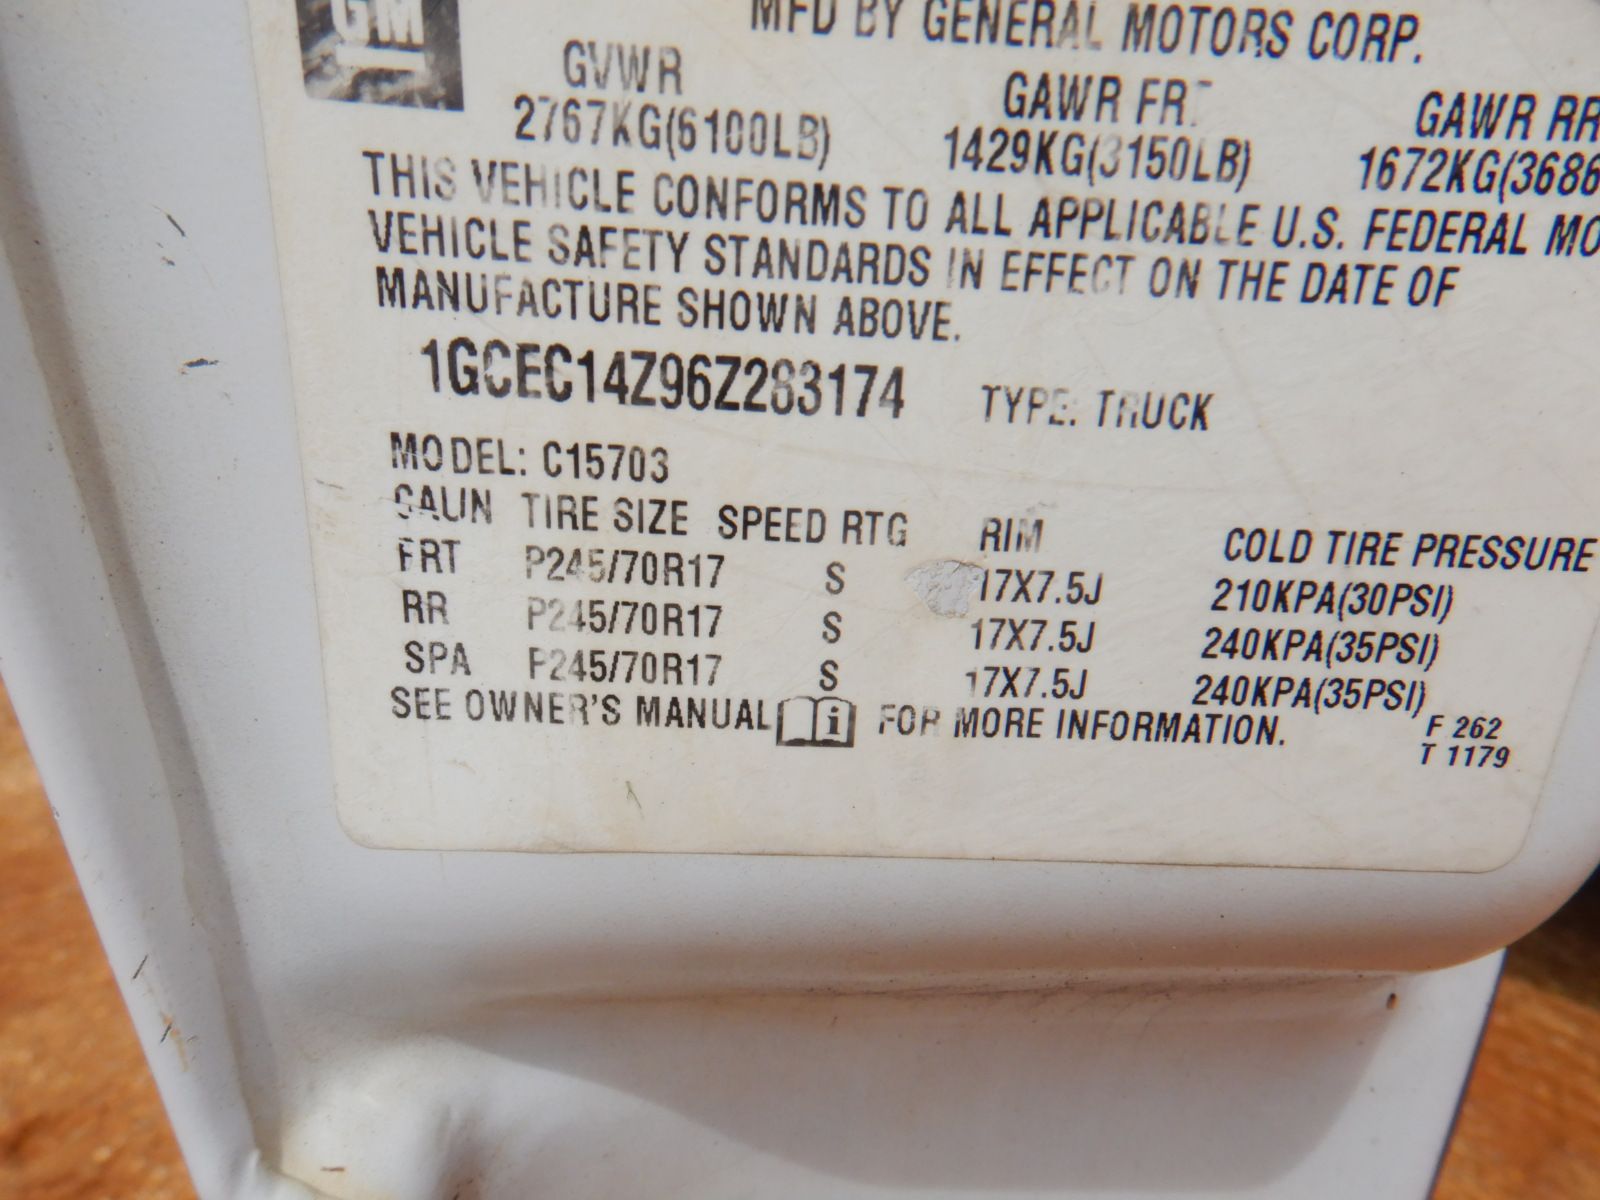 GM
MFD BY GENERAL MOTORS CORP.
GVWR GAWR FRT GAWR RR
2767KG(6100LB) 1429KG(3150LB) 1672KG(3686
THIS VEHICLE CONFORMS TO ALL APPLICABLE U.S. FEDERAL MO
VEHICLE SAFETY STANDARDS IN EFFECT ON THE DATE OF
MANUFACTURE SHOWN ABOVE.
1GCEC14Z96Z283174 TYPE: TRUCK
MODEL: C15703
GAUN TIRE SIZE SPEED RTG RIM COLD TIRE PRESSURE
FRT P245/70R17 S 17X7.5J 210KPA(30PSI)
RR P245/70R17 S 17X7.5J 240KPA(35PSI)
SPA P245/70R17 S 17X7.5J 240KPA(35PSI)
SEE OWNER'S MANUAL i FOR MORE INFORMATION.
F 262
T 1179